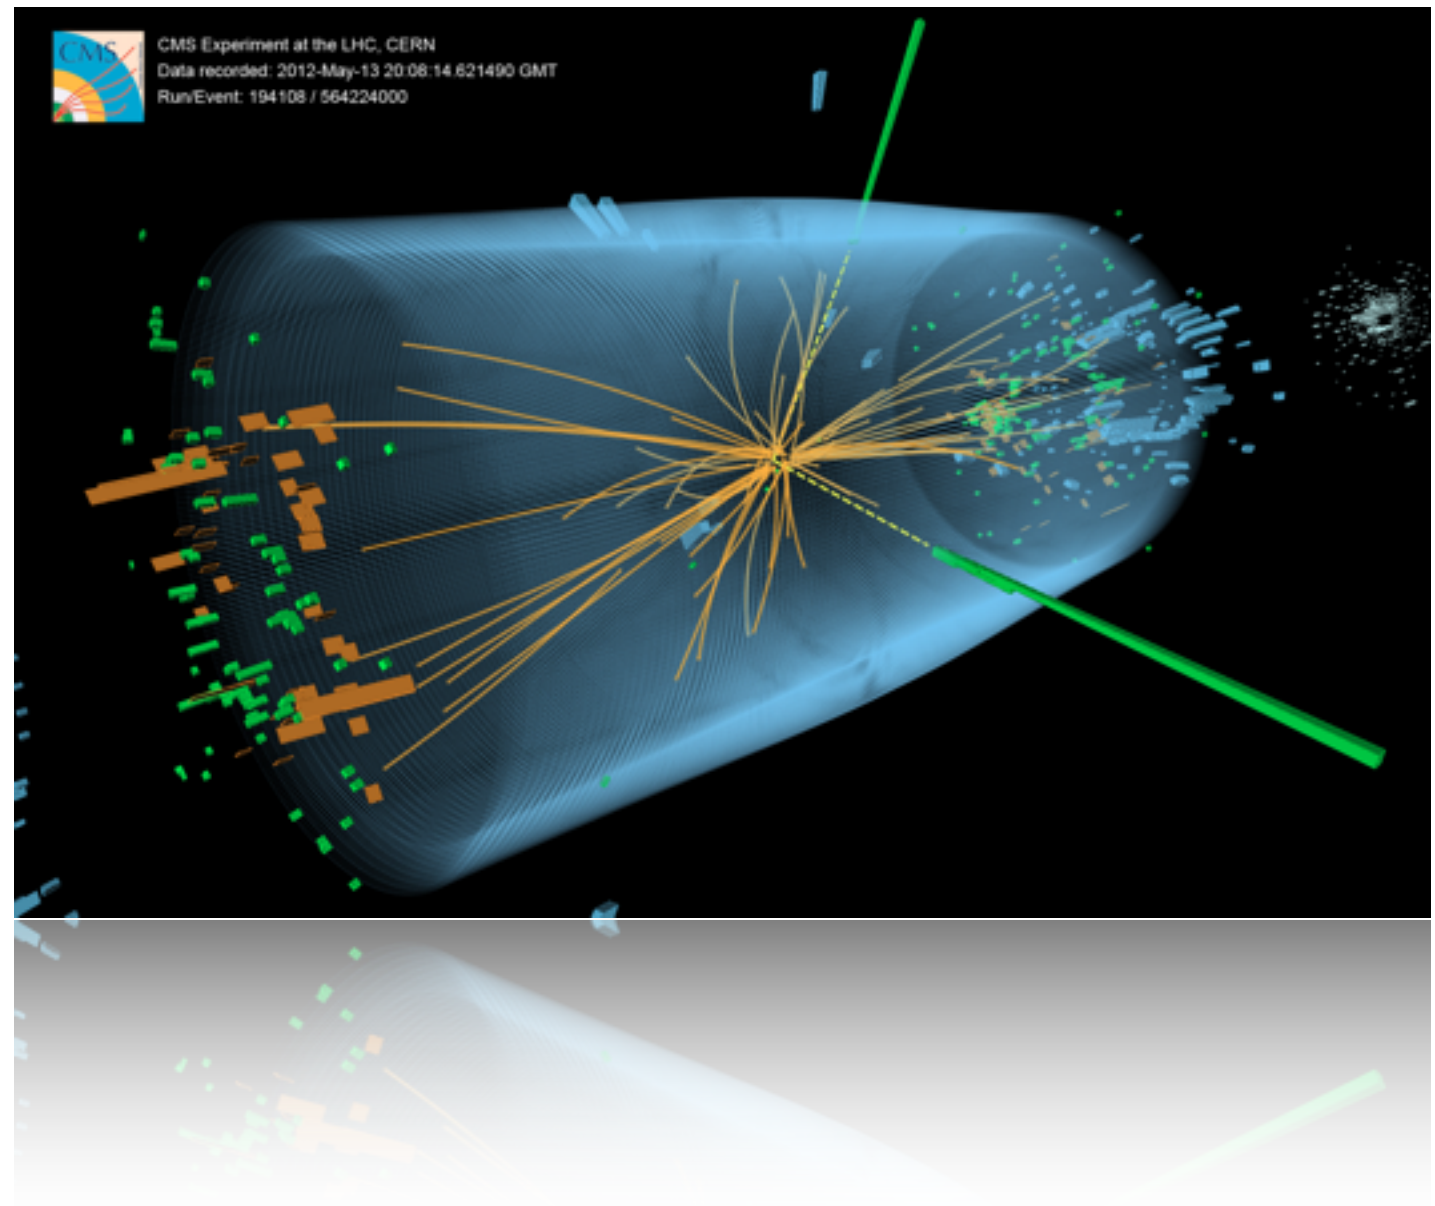 CMS
CMS Experiment at the LHC, CERN
Data recorded: 2012-May-13 20:08:14.621490 GMT
Run/Event: 194108 / 564224000